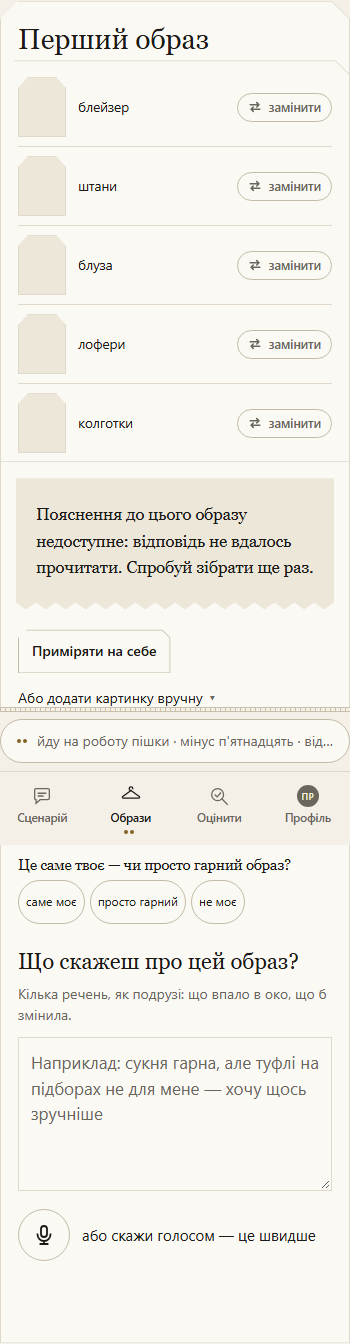 Перший образ
блейзер
⇄ замінити
штани
⇄ замінити
блуза
⇄ замінити
лофери
⇄ замінити
колготки
⇄ замінити
Пояснення до цього образу
недоступне: відповідь не вдалось
прочитати. Спробуй зібрати ще раз.
Приміряти на себе
Або додати картинку вручну ▾
йду на роботу пішки · мінус п'ятнадцять · від...
Сценарій
Образи
Оцінити
ПР
Профіль
Це саме твоє — чи просто гарний образ?
саме моє
просто гарний
не моє
Що скажеш про цей образ?
Кілька речень, як подрузі: що впало в око, що б
змінила.
Наприклад: сукня гарна, але туфлі на
підборах не для мене — хочу щось
зручніше
або скажи голосом — це швидше